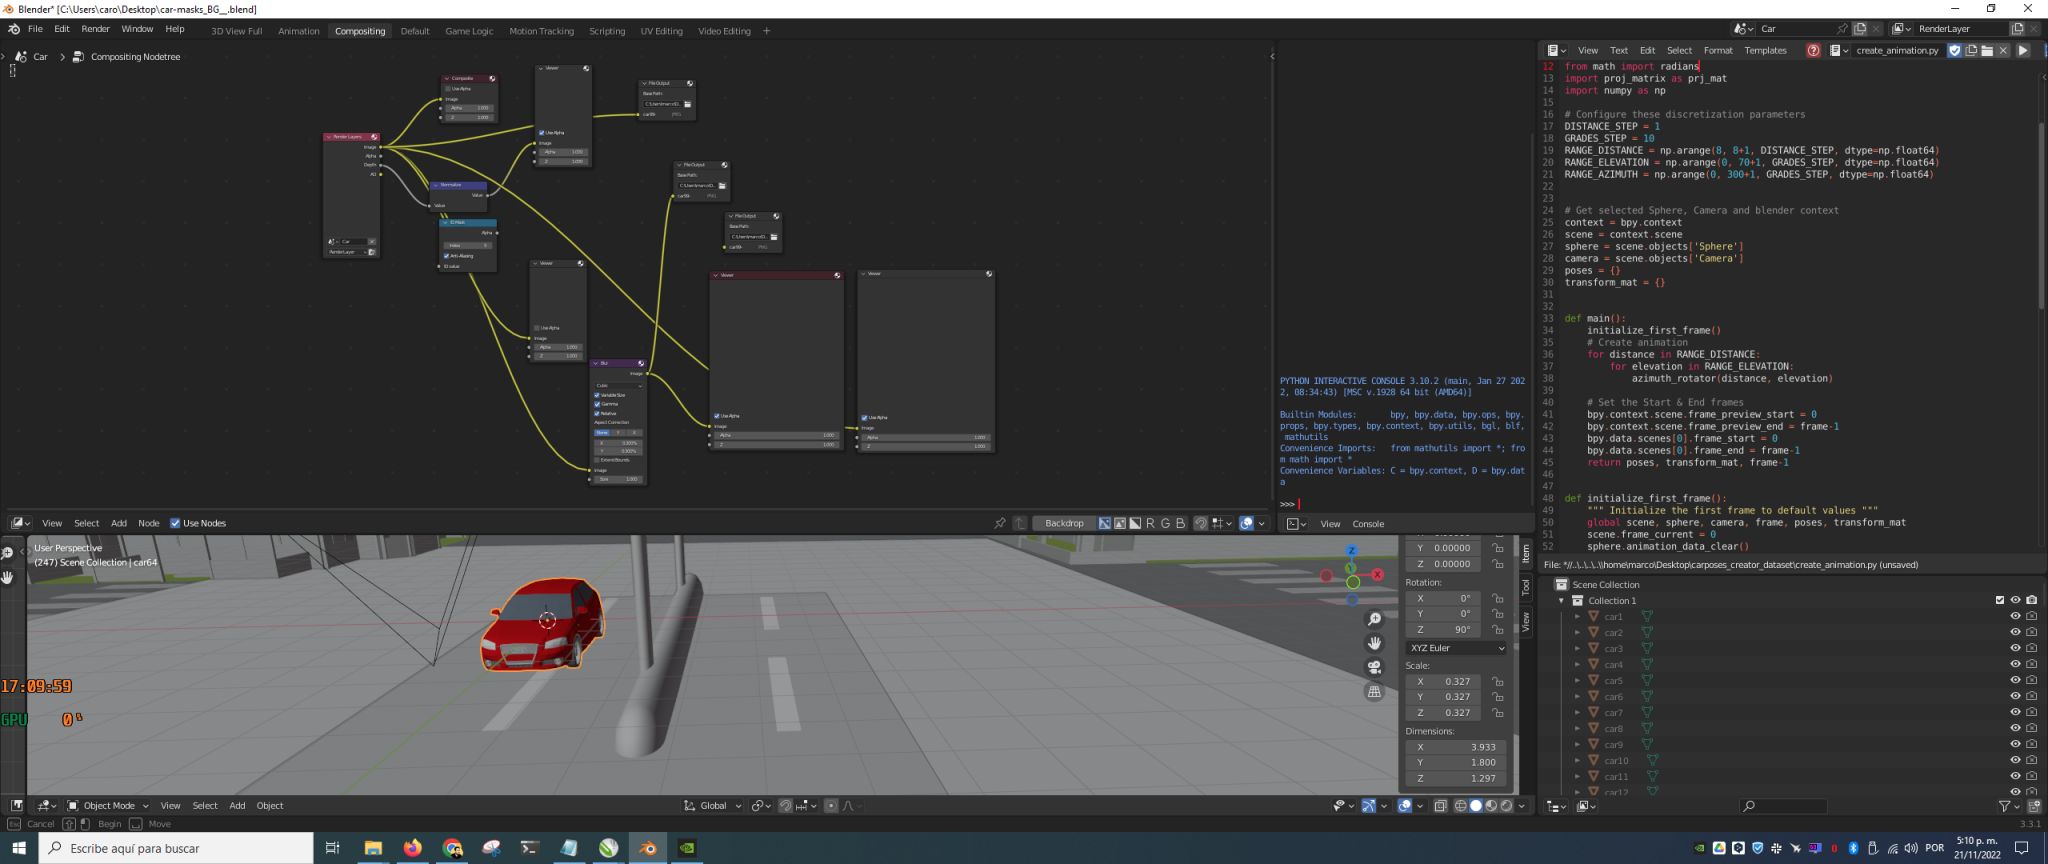 Blender* [C:\Users\caro\Desktop\car-masks_BG__.blend]
File Edit Render Window Help
3D View Full Animation Compositing Default Game Logic Motion Tracking Scripting UV Editing Video Editing +
Car RenderLayer
Car > Compositing Nodetree
View Text Edit Select Format Templates create_animation.py
Composite
Use Alpha
Image
Alpha 1.000
Z 1.000
Viewer
Use Alpha
Image
Alpha 1.000
Z 1.000
File Output
Base Path:
car99- PNG
Render Layers
Image
Alpha
Depth
AO
Car
RenderLayer
Normalize
Value
Value
ID Mask
Alpha
Index
Anti-Aliasing
ID value
File Output
Base Path:
car99- PNG
File Output
Base Path:
car99- PNG
Viewer
Use Alpha
Image
Alpha 1.000
Z 1.000
Blur
Image
Cubic
Variable Size
Gamma
Relative
Aspect Correction
None Y X
X 0.300%
Y 0.300%
Extend Bounds
Image
Size 1.000
Viewer
Use Alpha
Image
Alpha 1.000
Z 1.000
Viewer
Use Alpha
Image
Alpha 1.000
Z 1.000
PYTHON INTERACTIVE CONSOLE 3.10.2 (main, Jan 27 202
2, 08:34:43) [MSC v.1928 64 bit (AMD64)]
Builtin Modules: bpy, bpy.data, bpy.ops, bpy.
props, bpy.types, bpy.context, bpy.utils, bgl, blf,
mathutils
Convenience Imports: from mathutils import *; fro
m math import *
Convenience Variables: C = bpy.context, D = bpy.dat
a
>>>
View Console
12 from math import radians
13 import proj_matrix as prj_mat
14 import numpy as np
15
16 # Configure these discretization parameters
17 DISTANCE_STEP = 1
18 GRADES_STEP = 10
19 RANGE_DISTANCE = np.arange(8, 8+1, DISTANCE_STEP, dtype=np.float64)
20 RANGE_ELEVATION = np.arange(0, 70+1, GRADES_STEP, dtype=np.float64)
21 RANGE_AZIMUTH = np.arange(0, 300+1, GRADES_STEP, dtype=np.float64)
22
23
24 # Get selected Sphere, Camera and blender context
25 context = bpy.context
26 scene = context.scene
27 sphere = scene.objects['Sphere']
28 camera = scene.objects['Camera']
29 poses = {}
30 transform_mat = {}
31
32
33 def main():
34 initialize_first_frame()
35 # Create animation
36 for distance in RANGE_DISTANCE:
37 for elevation in RANGE_ELEVATION:
38 azimuth_rotator(distance, elevation)
39
40 # Set the Start & End frames
41 bpy.context.scene.frame_preview_start = 0
42 bpy.context.scene.frame_preview_end = frame-1
43 bpy.data.scenes[0].frame_start = 0
44 bpy.data.scenes[0].frame_end = frame-1
45 return poses, transform_mat, frame-1
46
47
48 def initialize_first_frame():
49 """ Initialize the first frame to default values """
50 global scene, sphere, camera, frame, poses, transform_mat
51 scene.frame_current = 0
52 sphere.animation_data_clear()
File: *//..\..\..\..\\home\marco\Desktop\carposes_creator_dataset\create_animation.py (unsaved)
View Select Add Node Use Nodes Backdrop R G B
User Perspective
(247) Scene Collection | car64
17:09:59
GPU 0
Z
X
Y 0.00000
Z 0.00000
Rotation:
X 0°
Y 0°
Z 90°
XYZ Euler
Scale:
X 0.327
Y 0.327
Z 0.327
Dimensions:
X 3.933
Y 1.800
Z 1.297
Item
Tool
View
Scene Collection
Collection 1
car1
car2
car3
car4
car5
car6
car7
car8
car9
car10
car11
car12
Object Mode View Select Add Object Global
Esc Cancel Begin Move
3.3.1
Escribe aquí para buscar
POR
5:10 p. m.
21/11/2022